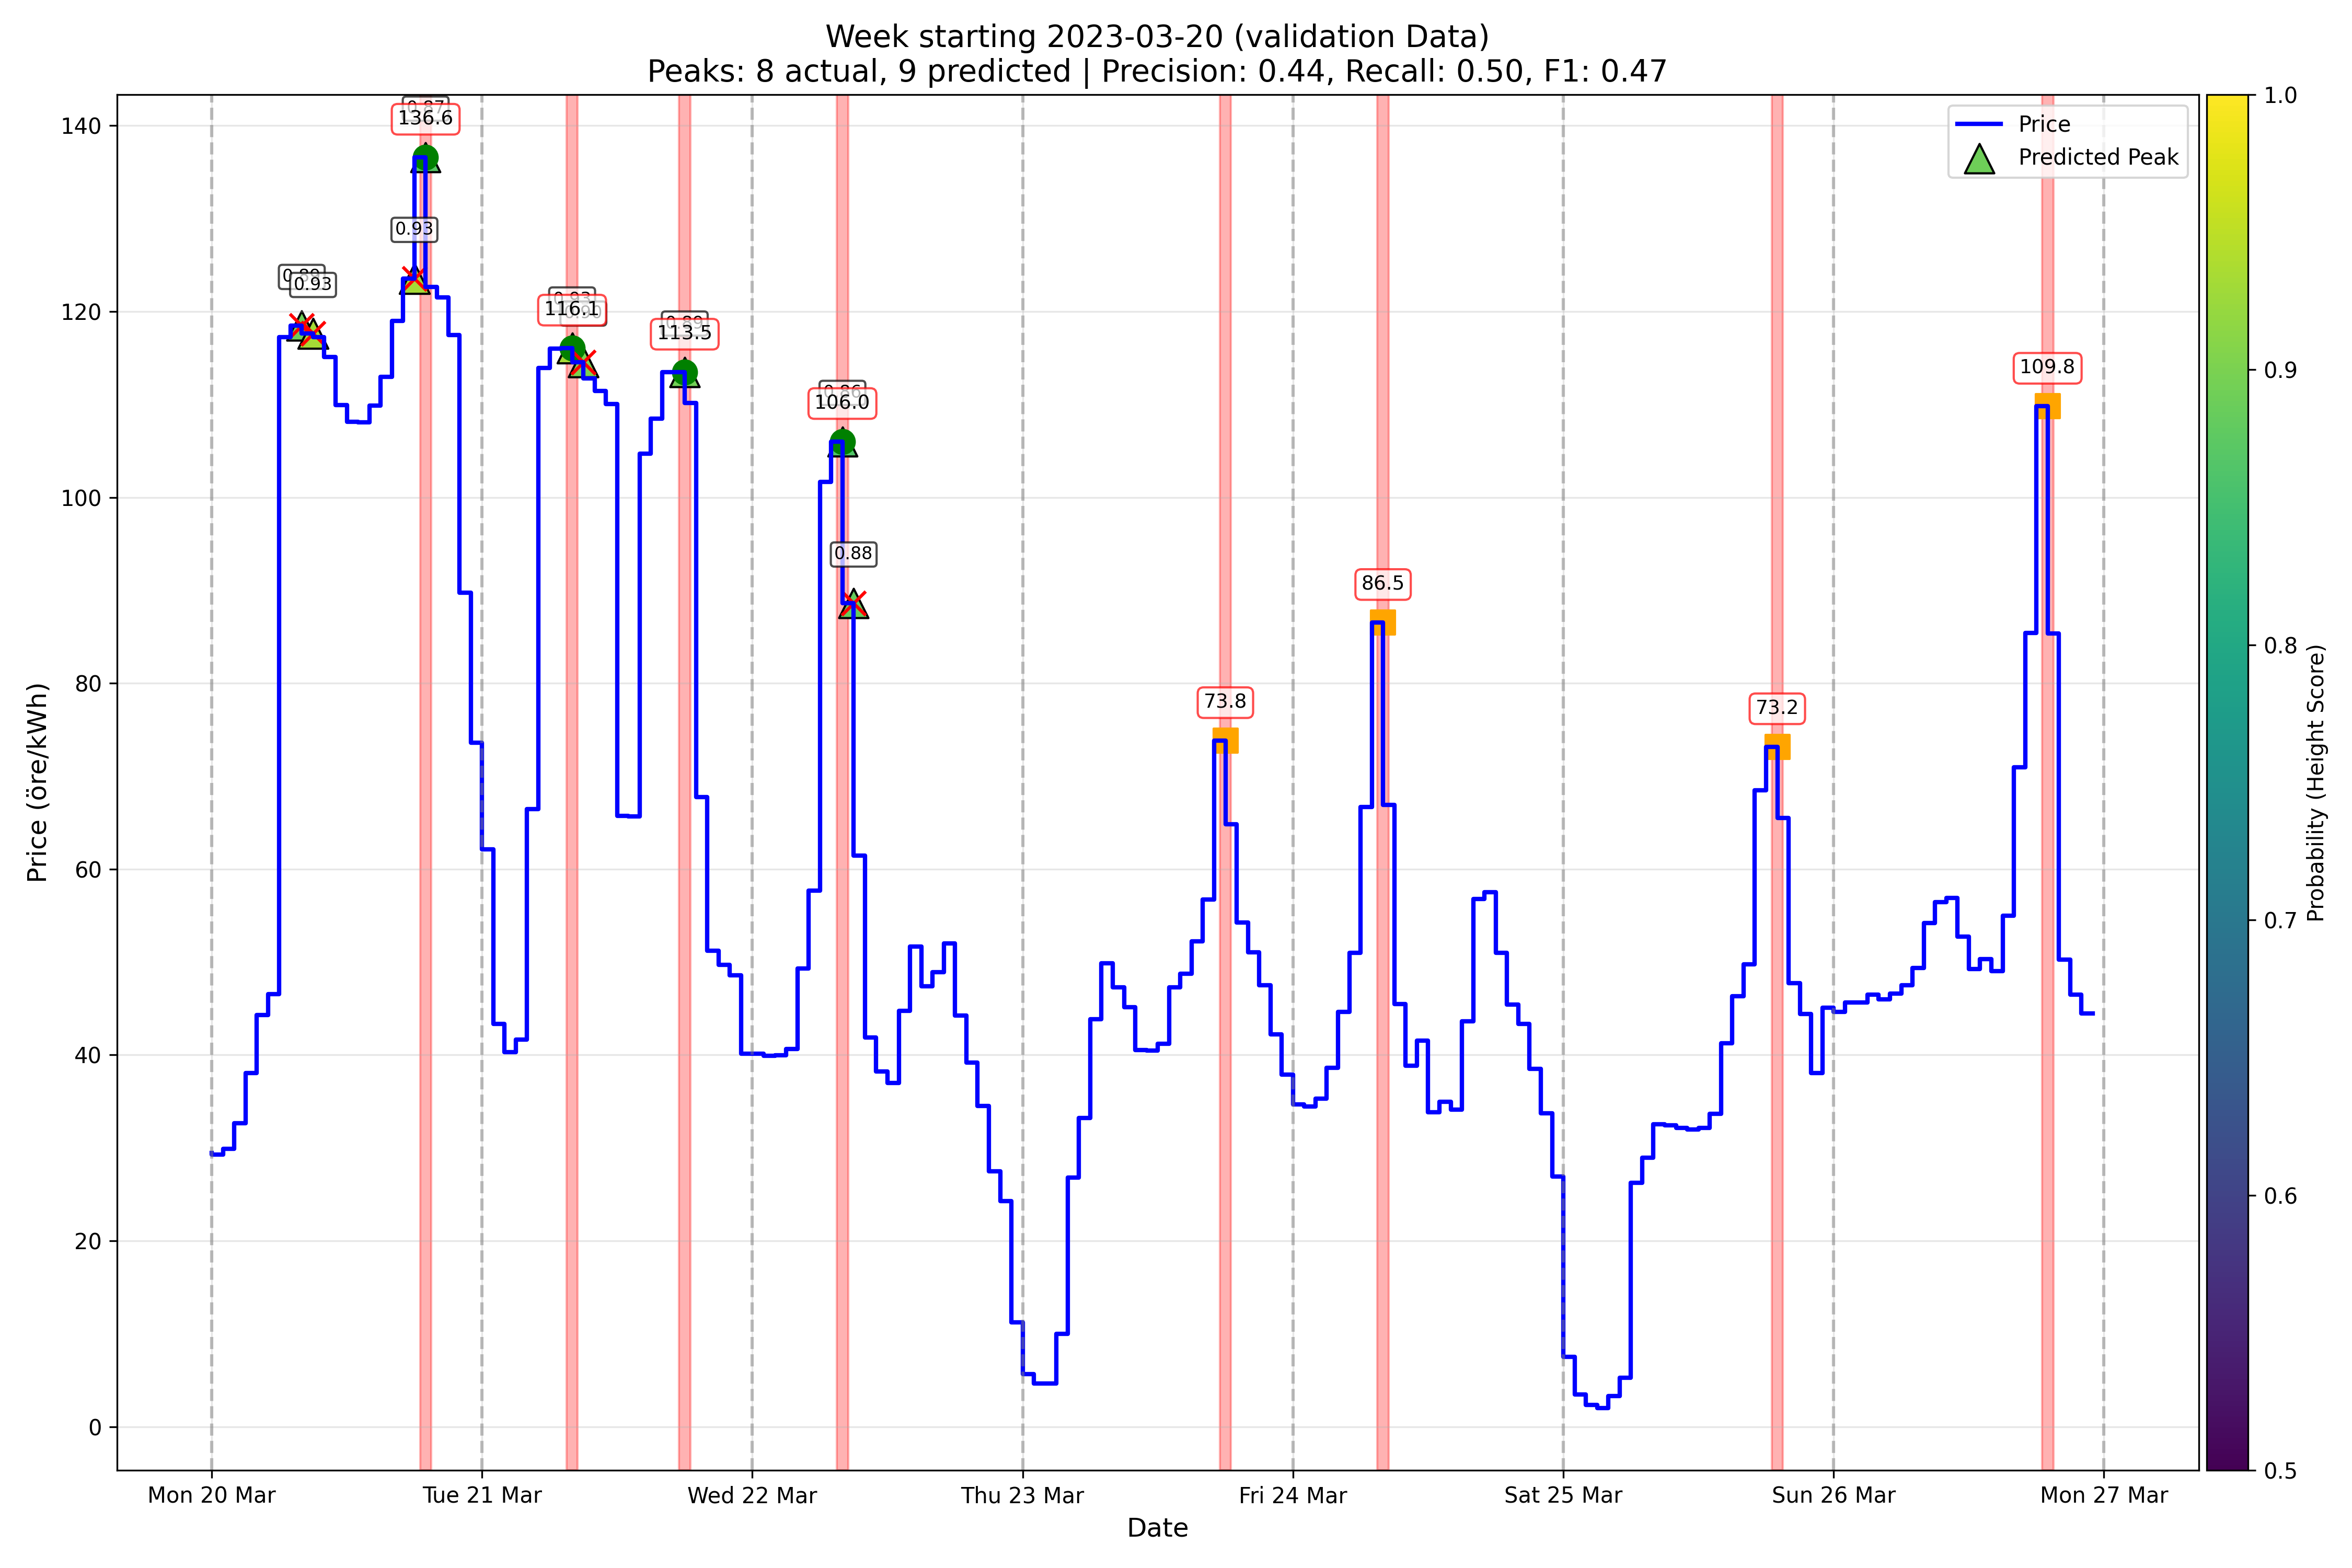 Week starting 2023-03-20 (validation Data)
Peaks: 8 actual, 9 predicted | Precision: 0.44, Recall: 0.50, F1: 0.47
Price
Predicted Peak
136.6
0.93
0.93
116.1
113.5
106.0
0.88
73.8
86.5
73.2
109.8
140
120
100
80
60
40
20
0
Price (öre/kWh)
Mon 20 Mar
Tue 21 Mar
Wed 22 Mar
Thu 23 Mar
Fri 24 Mar
Sat 25 Mar
Sun 26 Mar
Mon 27 Mar
Date
1.0
0.9
0.8
0.7
0.6
0.5
Probability (Height Score)